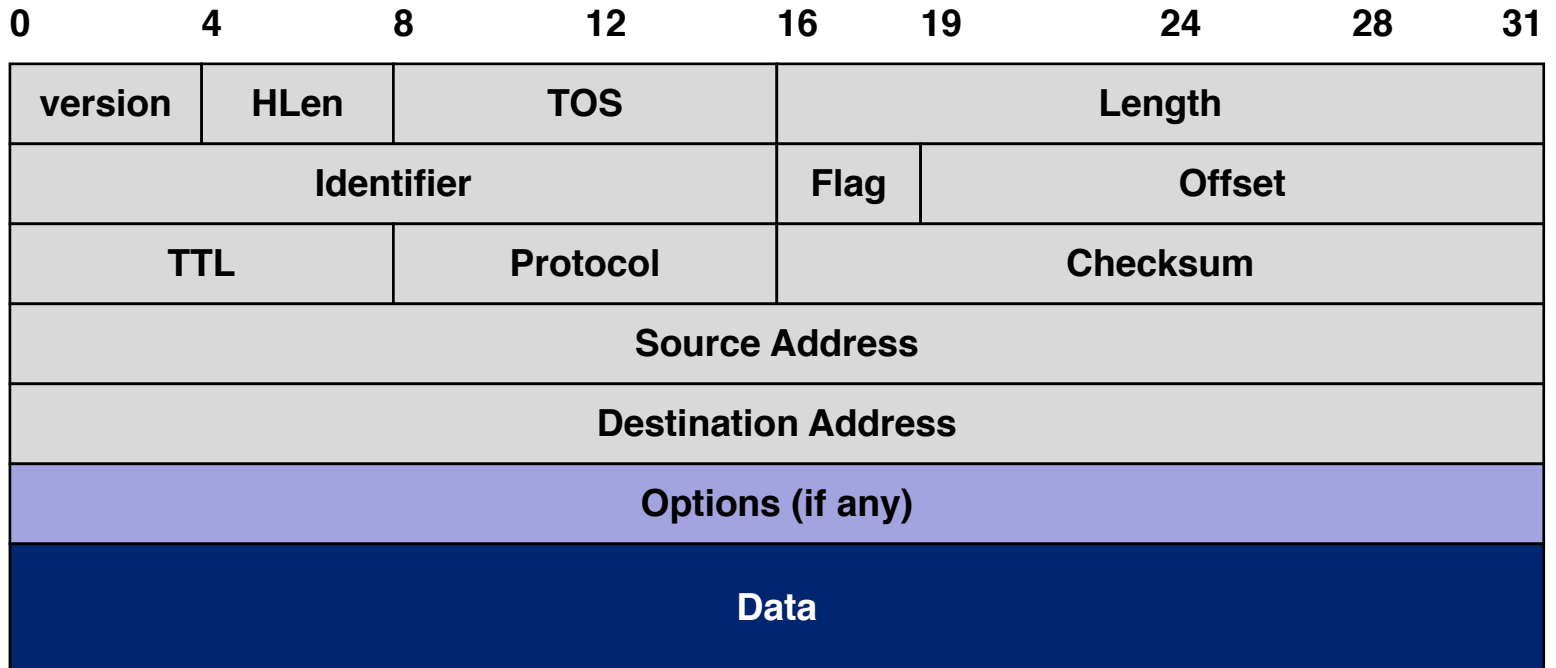 0 4 8 12 16 19 24 28 31
version HLen TOS Length
Identifier Flag Offset
TTL Protocol Checksum
Source Address
Destination Address
Options (if any)
Data